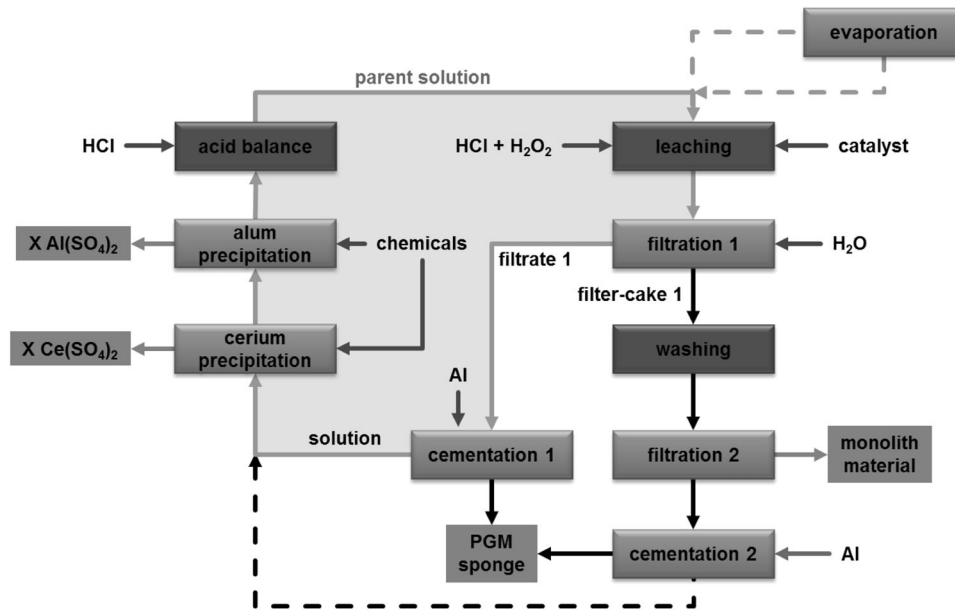 evaporation
parent solution
HCl
acid balance
HCl + H₂O₂
leaching
catalyst
X Al(SO₄)₂
alum
precipitation
chemicals
filtrate 1
filtration 1
H₂O
filter-cake 1
X Ce(SO₄)₂
cerium
precipitation
washing
Al
solution
cementation 1
filtration 2
monolith
material
PGM
sponge
cementation 2
Al